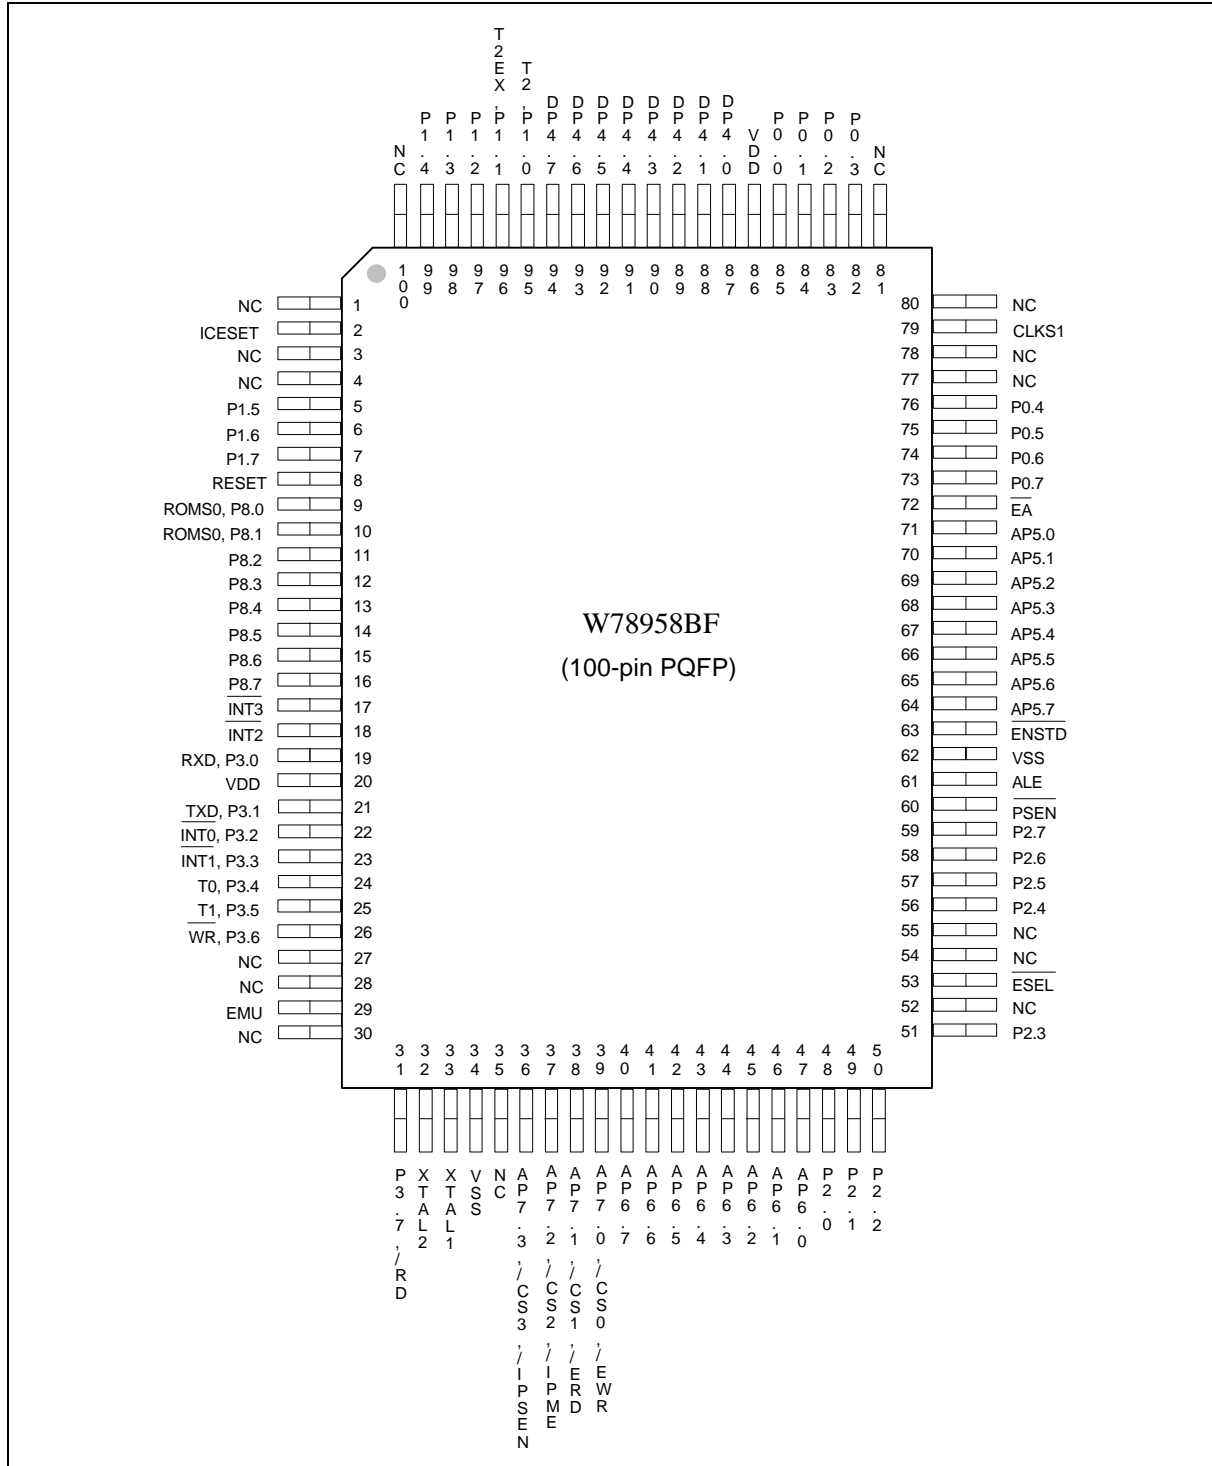 NC
P1.4
P1.3
P1.2
T2EX, P1.1
T2, P1.0
DP4.7
DP4.6
DP4.5
DP4.4
DP4.3
DP4.2
DP4.1
DP4.0
VDD
P0.0
P0.1
P0.2
P0.3
NC
100 99 98 97 96 95 94 93 92 91 90 89 88 87 86 85 84 83 82 81
NC 1
ICESET 2
NC 3
NC 4
P1.5 5
P1.6 6
P1.7 7
RESET 8
ROMS0, P8.0 9
ROMS0, P8.1 10
P8.2 11
P8.3 12
P8.4 13
P8.5 14
P8.6 15
P8.7 16
INT3 17
INT2 18
RXD, P3.0 19
VDD 20
TXD, P3.1 21
INT0, P3.2 22
INT1, P3.3 23
T0, P3.4 24
T1, P3.5 25
WR, P3.6 26
NC 27
NC 28
EMU 29
NC 30
W78958BF
(100-pin PQFP)
80 NC
79 CLKS1
78 NC
77 NC
76 P0.4
75 P0.5
74 P0.6
73 P0.7
72 EA
71 AP5.0
70 AP5.1
69 AP5.2
68 AP5.3
67 AP5.4
66 AP5.5
65 AP5.6
64 AP5.7
63 ENSTD
62 VSS
61 ALE
60 PSEN
59 P2.7
58 P2.6
57 P2.5
56 P2.4
55 NC
54 NC
53 ESEL
52 NC
51 P2.3
31 32 33 34 35 36 37 38 39 40 41 42 43 44 45 46 47 48 49 50
P3.7,/RD
XTAL2
XTAL1
VSS
NC
AP7.3,/CS3,/IPSEN
AP7.2,/CS2,/IPME
AP7.1,/CS1,/ERD
AP7.0,/CS0,/EWR
AP6.7
AP6.6
AP6.5
AP6.4
AP6.3
AP6.2
AP6.1
AP6.0
P2.0
P2.1
P2.2